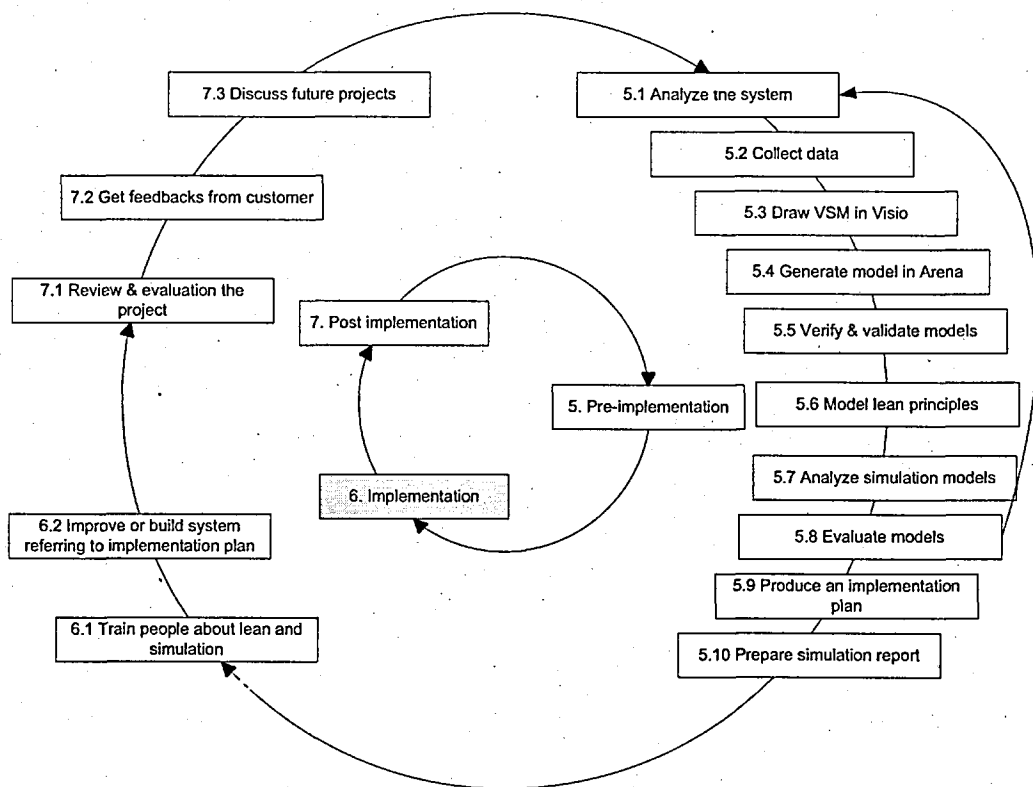 7.3 Discuss future projects
5.1 Analyze tne system
5.2 Collect data
7.2 Get feedbacks from customer
5.3 Draw VSM in Visio
5.4 Generate model in Arena
7.1 Review & evaluation the
project
7. Post implementation
5.5 Verify & validate models
5. Pre-implementation
5.6 Model lean principles
5.7 Analyze simulation models
6. Implementation
6.2 Improve or build system
referring to implementation plan
5.8 Evaluate models
5.9 Produce an implementation
plan
6.1 Train people about lean and
simulation
5.10 Prepare simulation report